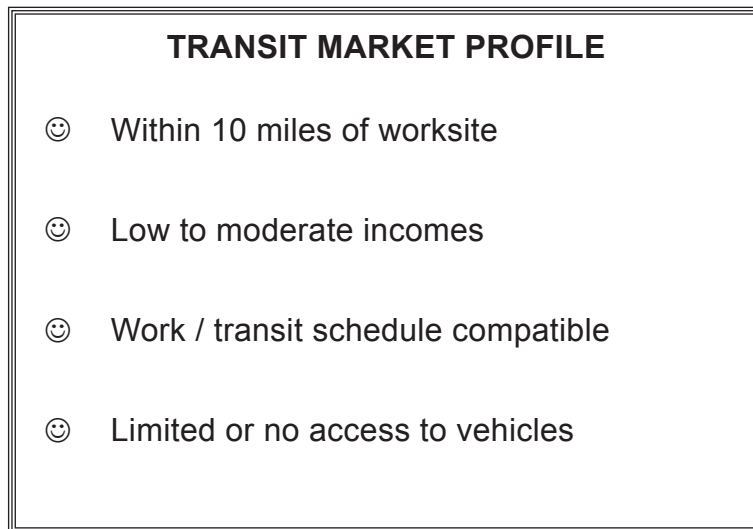 TRANSIT MARKET PROFILE
☺ Within 10 miles of worksite
☺ Low to moderate incomes
☺ Work / transit schedule compatible
☺ Limited or no access to vehicles